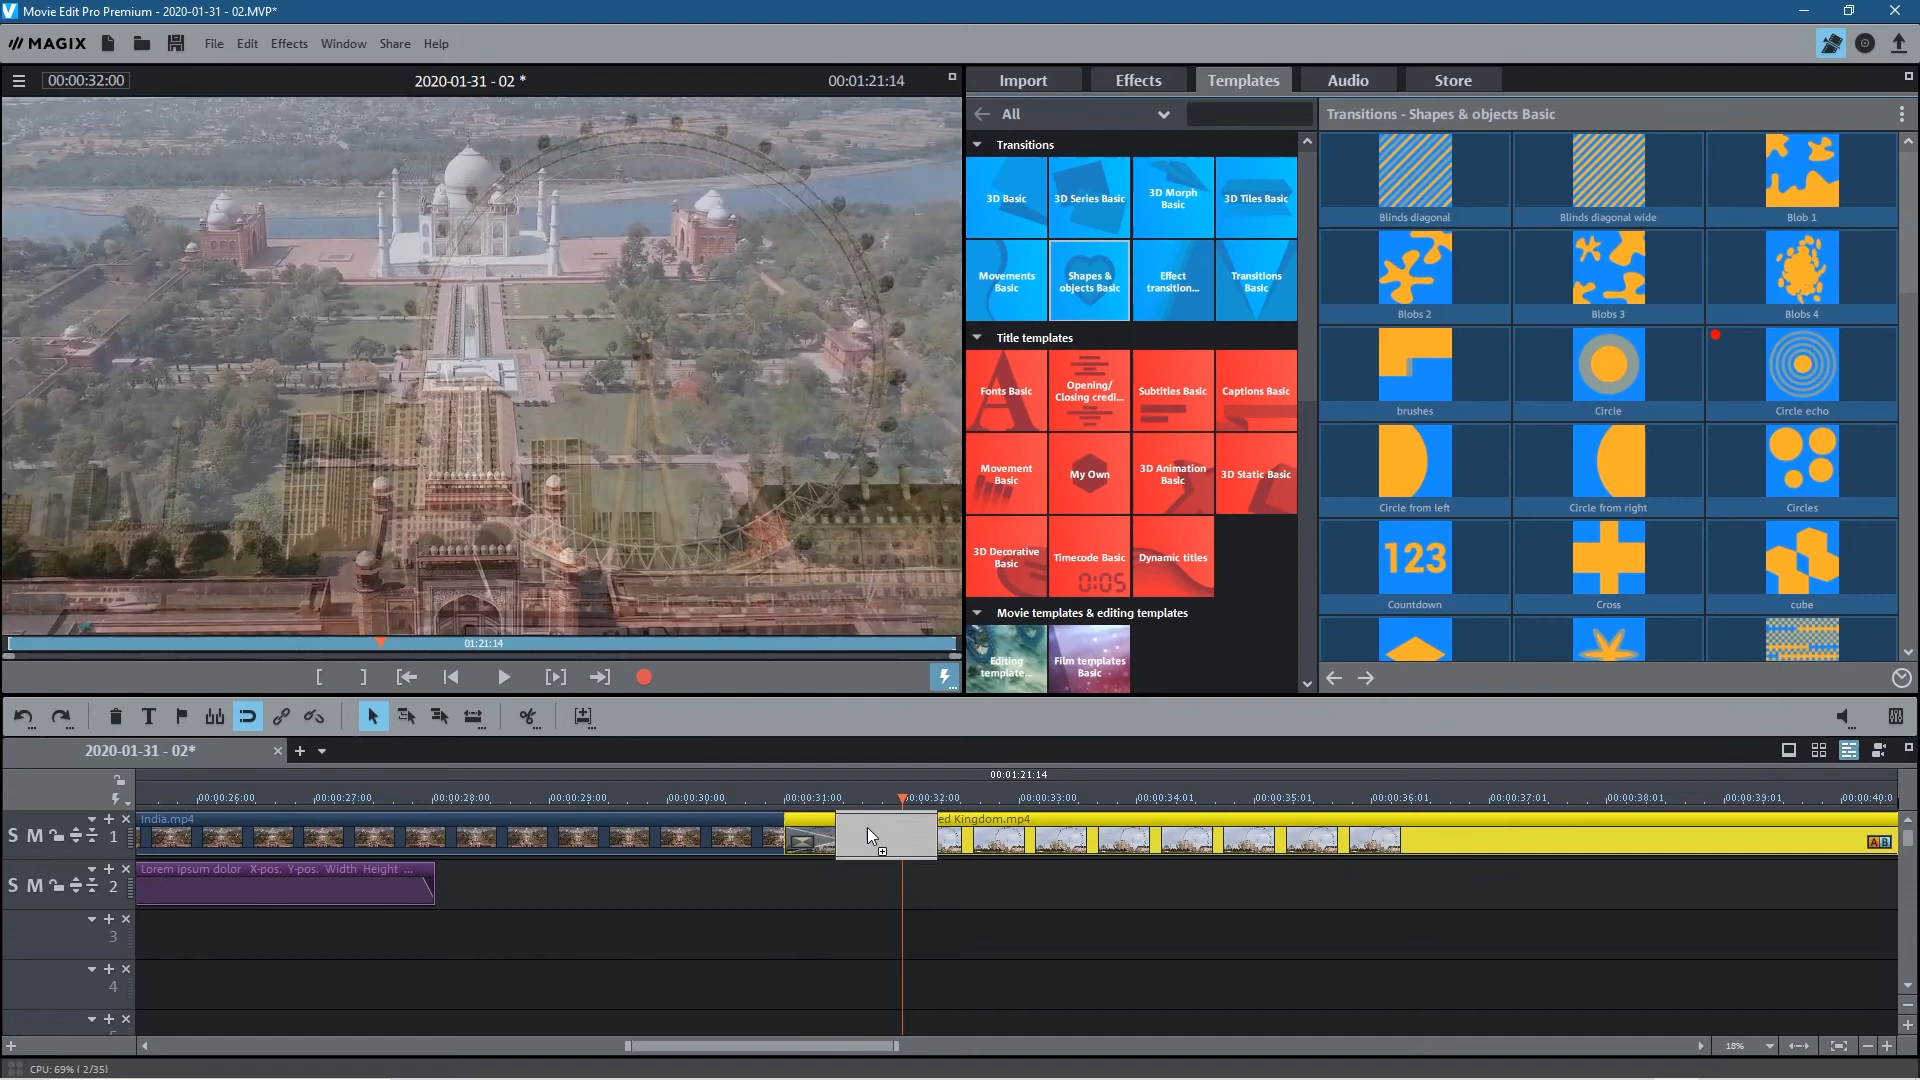 Movie Edit Pro Premium - 2020-01-31 - 02.MVP*
MAGIX File Edit Effects Window Share Help
00:00:32:00 2020-01-31 - 02 * 00:01:21:14
Import Effects Templates Audio Store
All
Transitions - Shapes & objects Basic
Transitions
3D Basic
3D Series Basic
3D Morph
Basic
3D Tiles Basic
Movements
Basic
Shapes &
objects Basic
Effect
transition...
Transitions
Basic
Title templates
Fonts Basic
Opening/
Closing credi...
Subtitles Basic
Captions Basic
Movement
Basic
My Own
3D Animation
Basic
3D Static Basic
3D Decorative
Basic
Timecode Basic
0:05
Dynamic titles
Movie templates & editing templates
Editing
template...
Film templates
Basic
Blinds diagonal
Blinds diagonal wide
Blob 1
Blobs 2
Blobs 3
Blobs 4
brushes
Circle
Circle echo
Circle from left
Circle from right
Circles
123
Countdown
Cross
cube
01:21:14
2020-01-31 - 02*
00:01:21:14
00:00:26:00 00:00:27:00 00:00:28:00 00:00:29:00 00:00:30:00 00:00:31:00 00:00:32:00 00:00:33:00 00:00:34:01 00:00:35:01 00:00:36:01 00:00:37:01 00:00:38:01 00:00:39:01 00:00:40:0
S M 1
India.mp4
ed Kingdom.mp4
AB
S M 2
Lorem ipsum dolor X-pos. Y-pos. Width Height ...
3
4
18%
CPU: 69% ( 2/35)